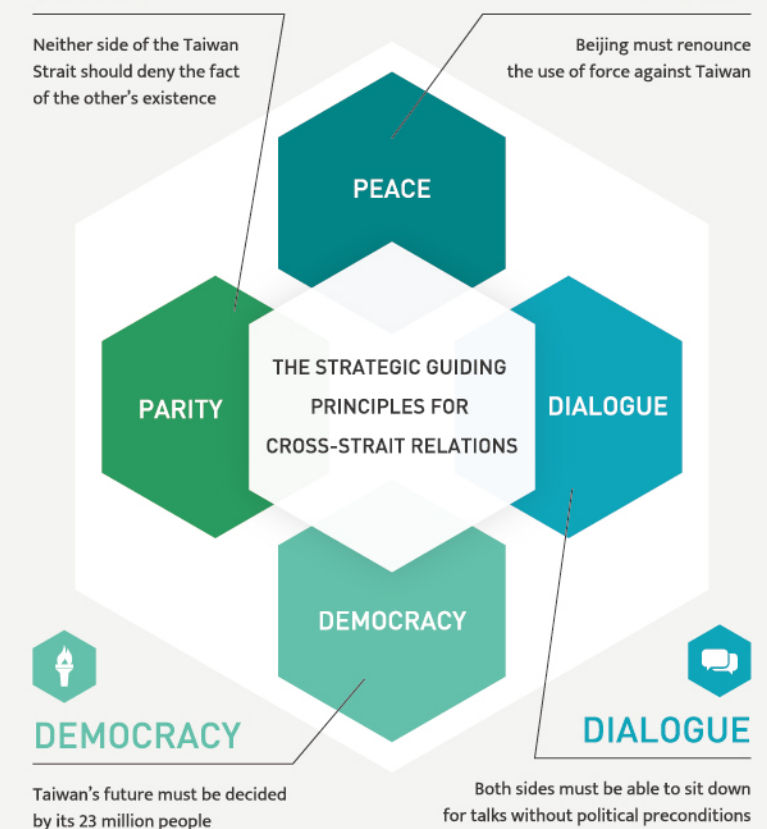 Neither side of the Taiwan
Strait should deny the fact
of the other’s existence
Beijing must renounce
the use of force against Taiwan
PEACE
PARITY
THE STRATEGIC GUIDING
PRINCIPLES FOR
CROSS-STRAIT RELATIONS
DIALOGUE
DEMOCRACY
DEMOCRACY
Taiwan’s future must be decided
by its 23 million people
DIALOGUE
Both sides must be able to sit down
for talks without political preconditions